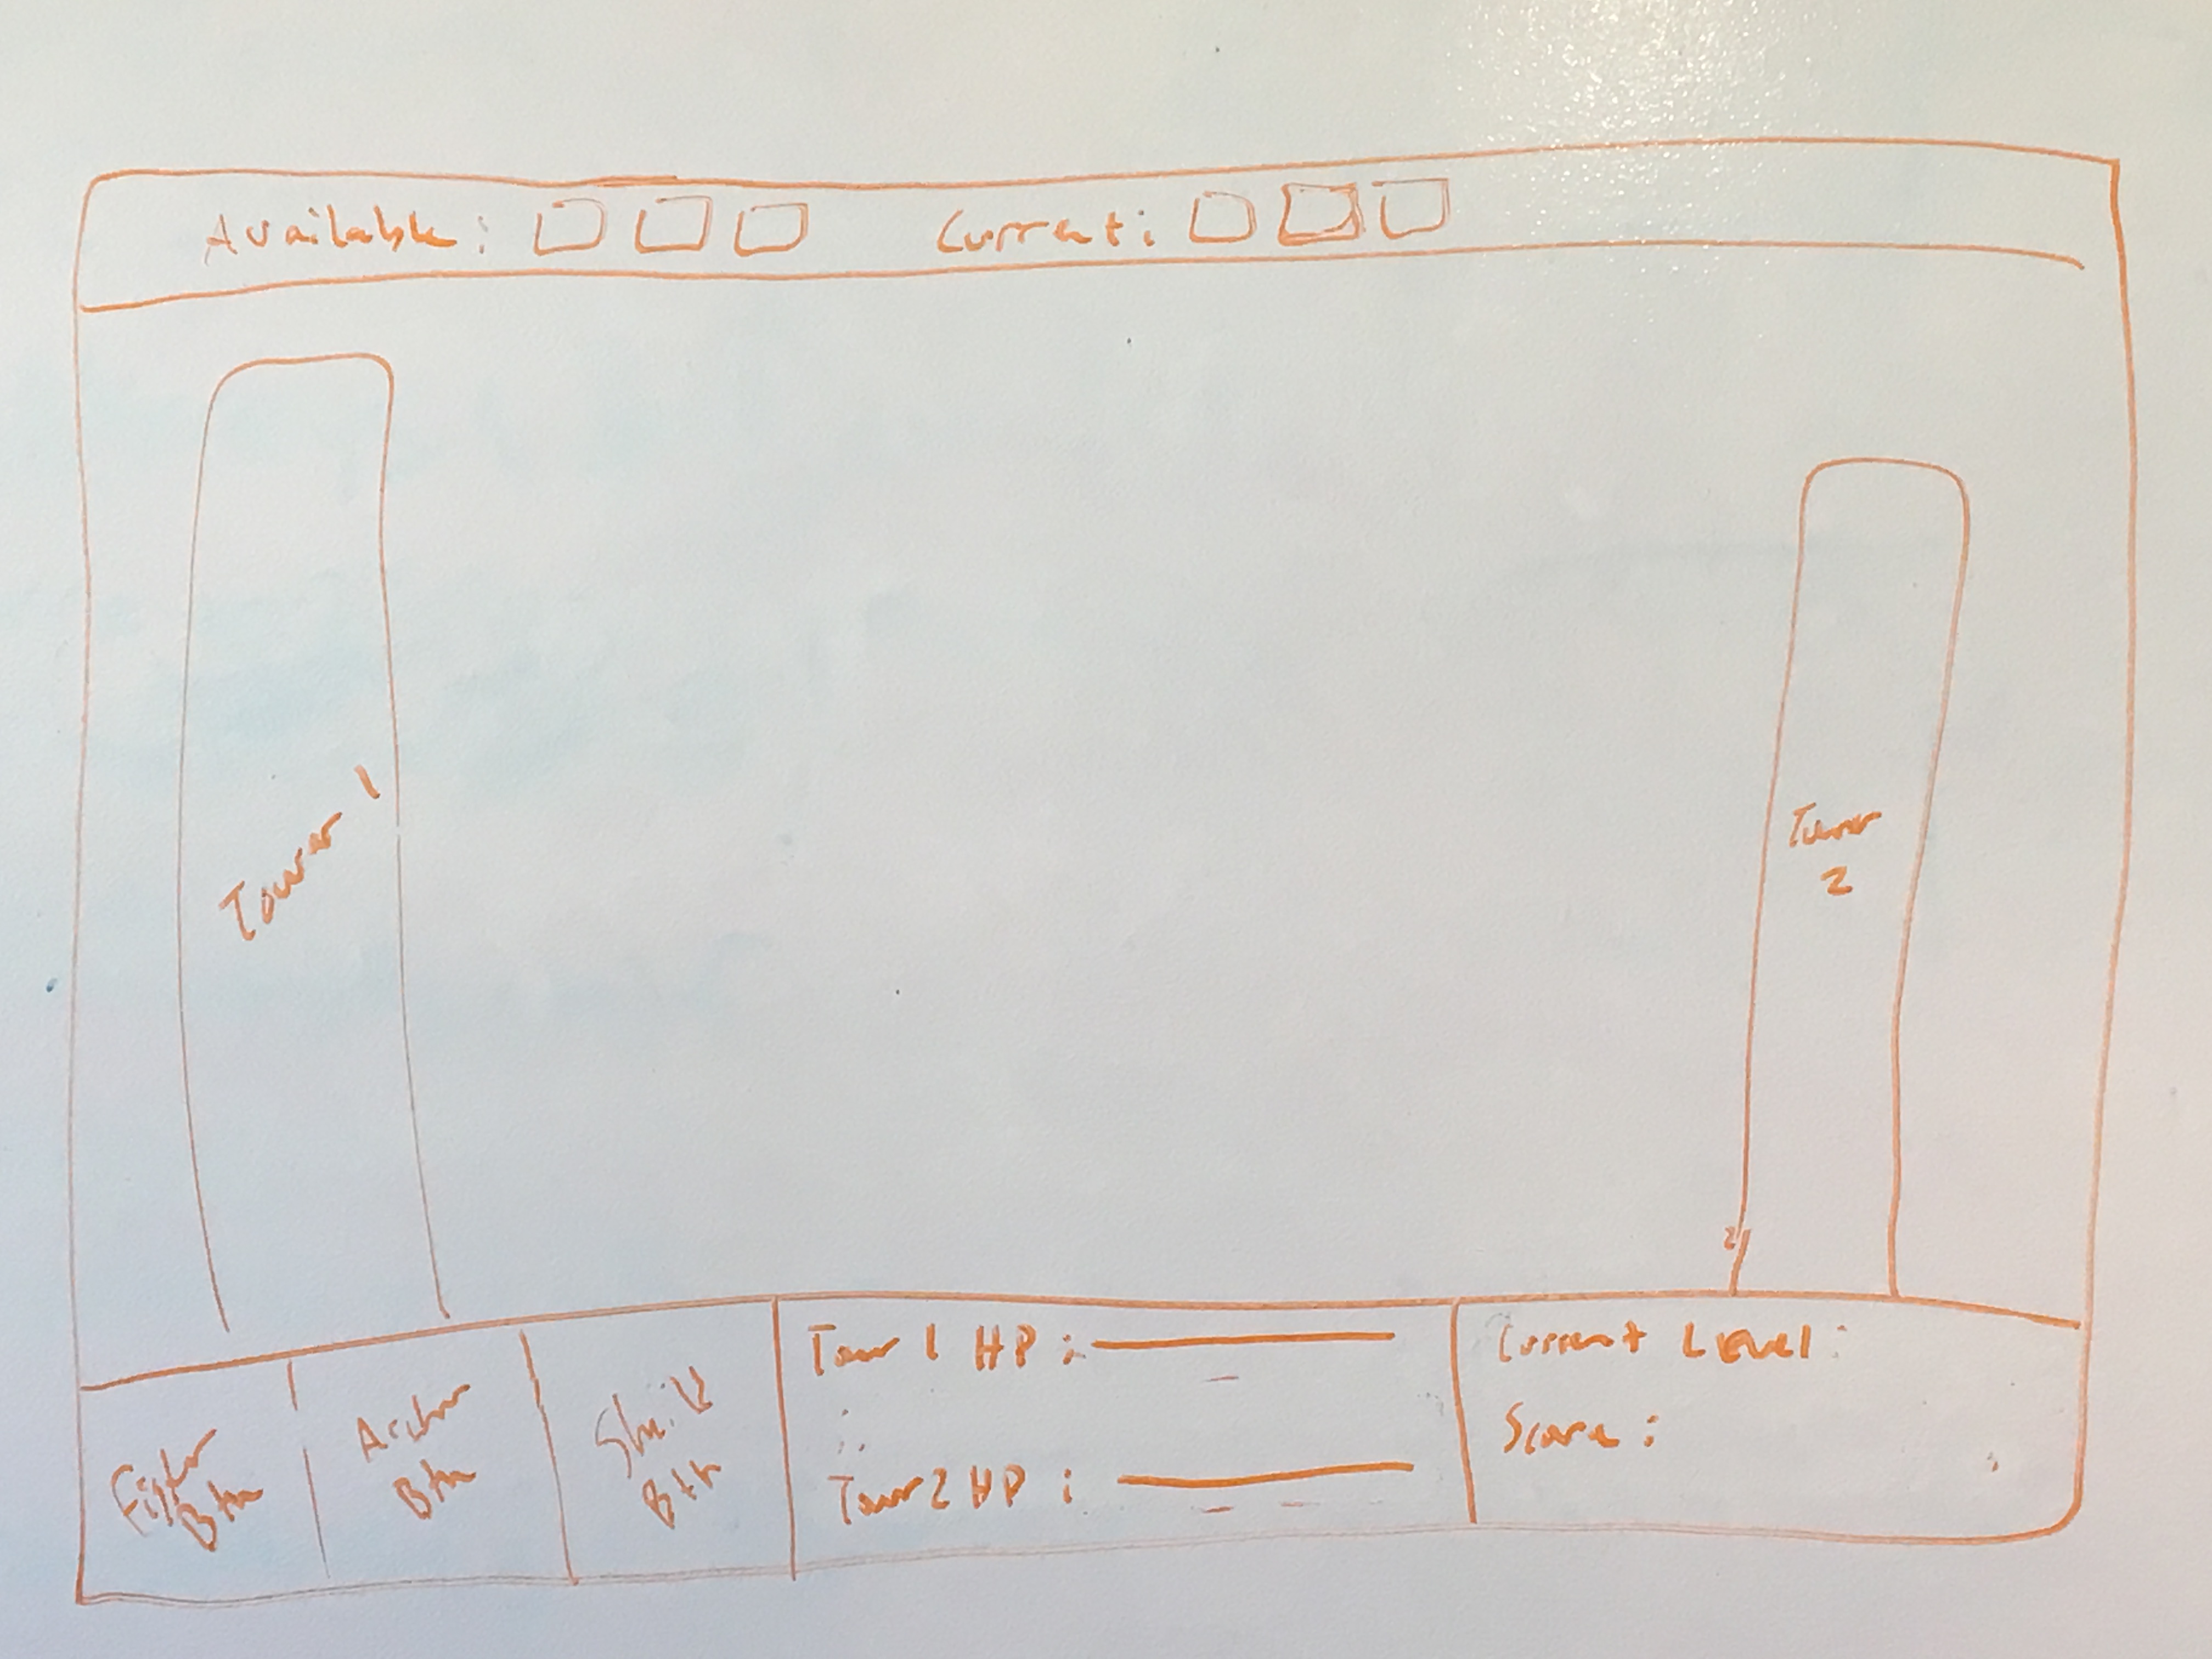 Available:
Current:
Tower 1
Tower
2
Fighter
Btn
Archer
Btn
Shield
Btn
Tower 1 HP:
Tower 2 HP:
Current Level:
Score: